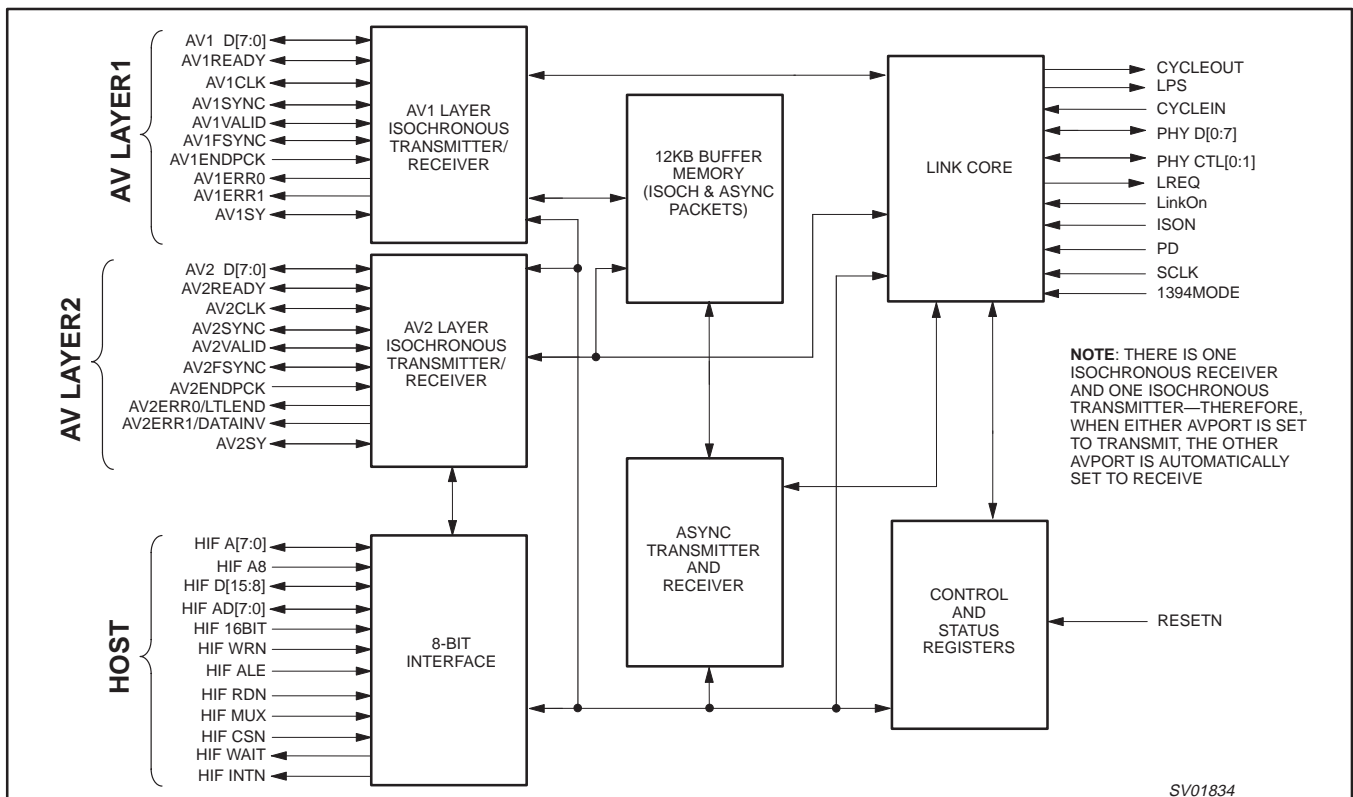 AV LAYER1
AV1 D[7:0]
AV1READY
AV1CLK
AV1SYNC
AV1VALID
AV1FSYNC
AV1ENDPCK
AV1ERR0
AV1ERR1
AV1SY
AV1 LAYER
ISOCHRONOUS
TRANSMITTER/
RECEIVER
AV LAYER2
AV2 D[7:0]
AV2READY
AV2CLK
AV2SYNC
AV2VALID
AV2FSYNC
AV2ENDPCK
AV2ERR0/LTLEND
AV2ERR1/DATAINV
AV2SY
AV2 LAYER
ISOCHRONOUS
TRANSMITTER/
RECEIVER
HOST
HIF A[7:0]
HIF A8
HIF D[15:8]
HIF AD[7:0]
HIF 16BIT
HIF WRN
HIF ALE
HIF RDN
HIF MUX
HIF CSN
HIF WAIT
HIF INTN
8-BIT
INTERFACE
12KB BUFFER
MEMORY
(ISOCH & ASYNC
PACKETS)
ASYNC
TRANSMITTER
AND
RECEIVER
LINK CORE
CYCLEOUT
LPS
CYCLEIN
PHY D[0:7]
PHY CTL[0:1]
LREQ
LinkOn
ISON
PD
SCLK
1394MODE
NOTE: THERE IS ONE
ISOCHRONOUS RECEIVER
AND ONE ISOCHRONOUS
TRANSMITTER—THEREFORE,
WHEN EITHER AVPORT IS SET
TO TRANSMIT, THE OTHER
AVPORT IS AUTOMATICALLY
SET TO RECEIVE
CONTROL
AND
STATUS
REGISTERS
RESETN
SV01834